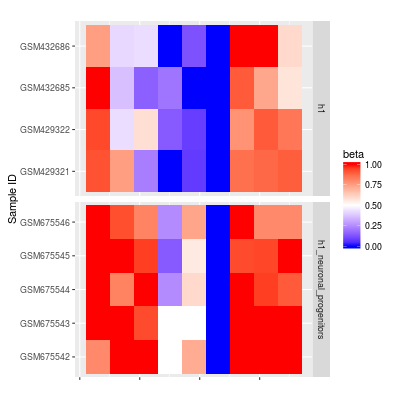 GSM432686
GSM432685
GSM429322
GSM429321
h1
GSM675546
GSM675545
GSM675544
GSM675543
GSM675542
h1_neuronal_progenitors
Sample ID
beta
1.00
0.75
0.50
0.25
0.00